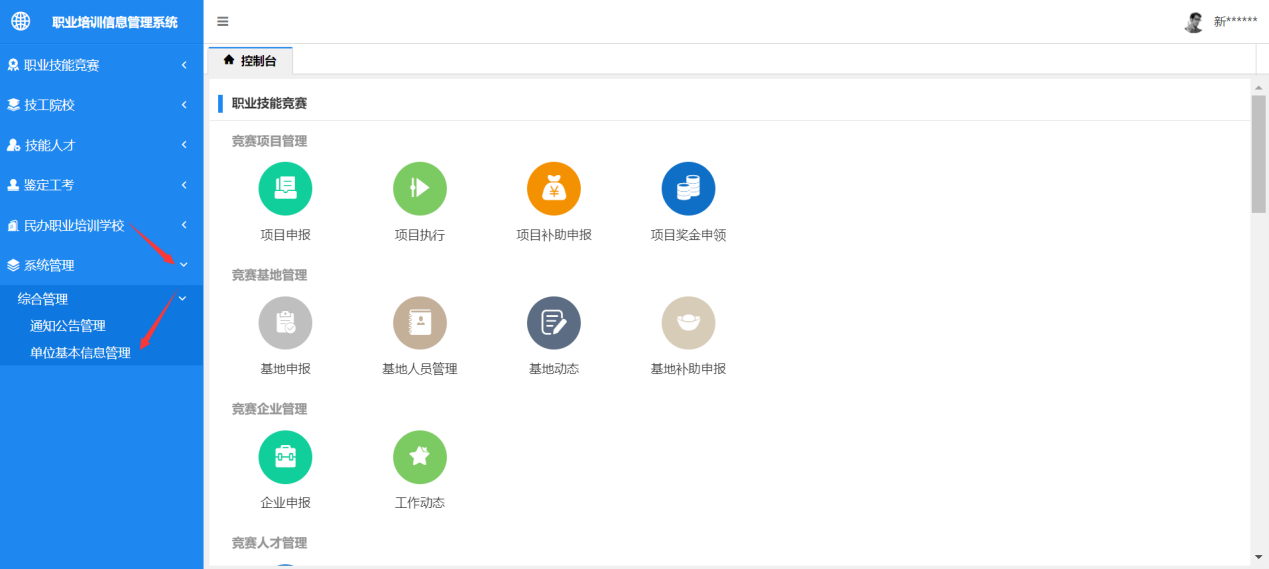 职业培训信息管理系统
新******
职业技能竞赛
技工院校
技能人才
鉴定工考
民办职业培训学校
系统管理
综合管理
通知公告管理
单位基本信息管理
控制台
职业技能竞赛
竞赛项目管理
项目申报
项目执行
项目补助申报
项目奖金申领
竞赛基地管理
基地申报
基地人员管理
基地动态
基地补助申报
竞赛企业管理
企业申报
工作动态
竞赛人才管理